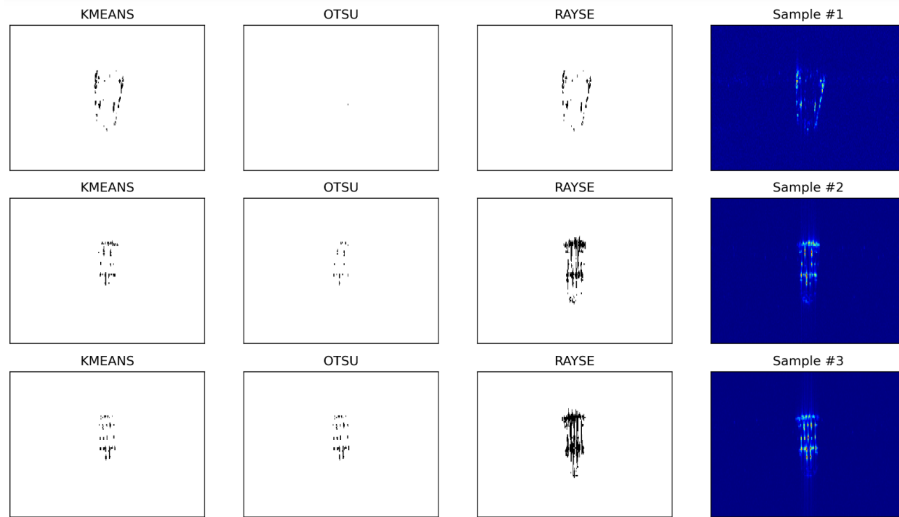 KMEANS OTSU RAYSE Sample #1
KMEANS OTSU RAYSE Sample #2
KMEANS OTSU RAYSE Sample #3